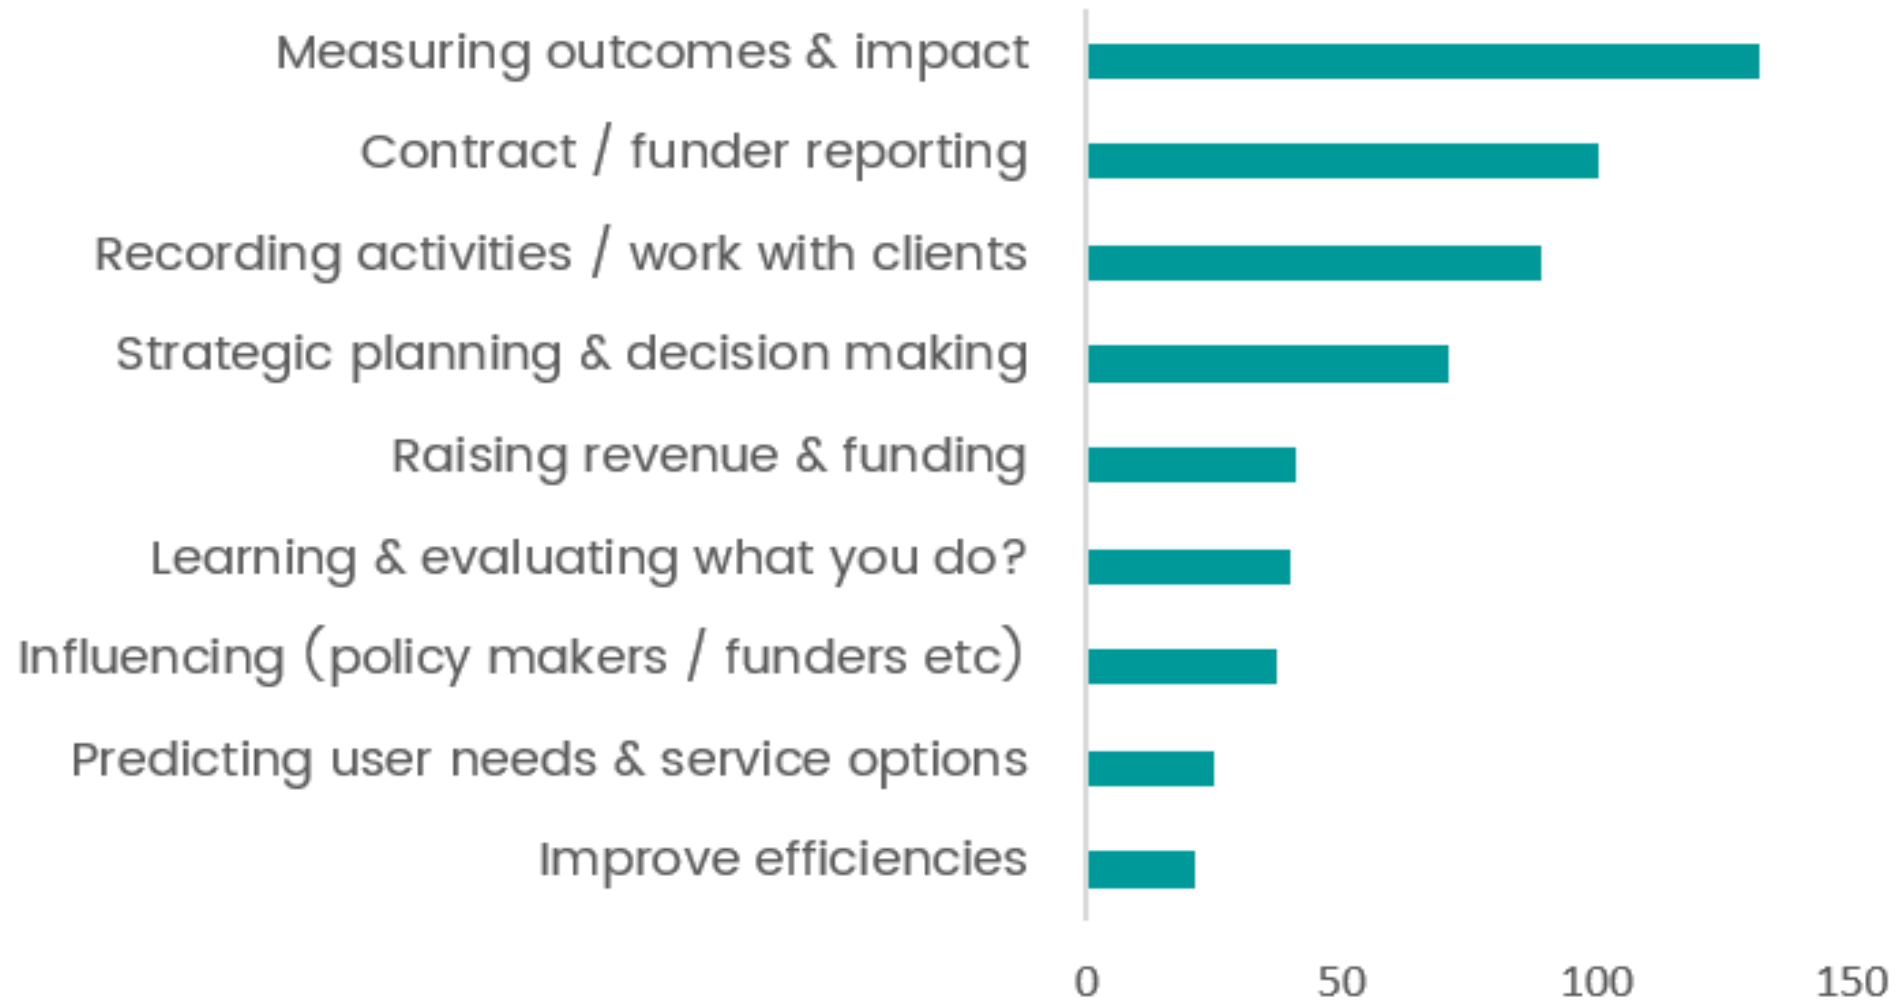 Measuring outcomes & impact
Contract / funder reporting
Recording activities / work with clients
Strategic planning & decision making
Raising revenue & funding
Learning & evaluating what you do?
Influencing (policy makers / funders etc)
Predicting user needs & service options
Improve efficiencies
0 50 100 150